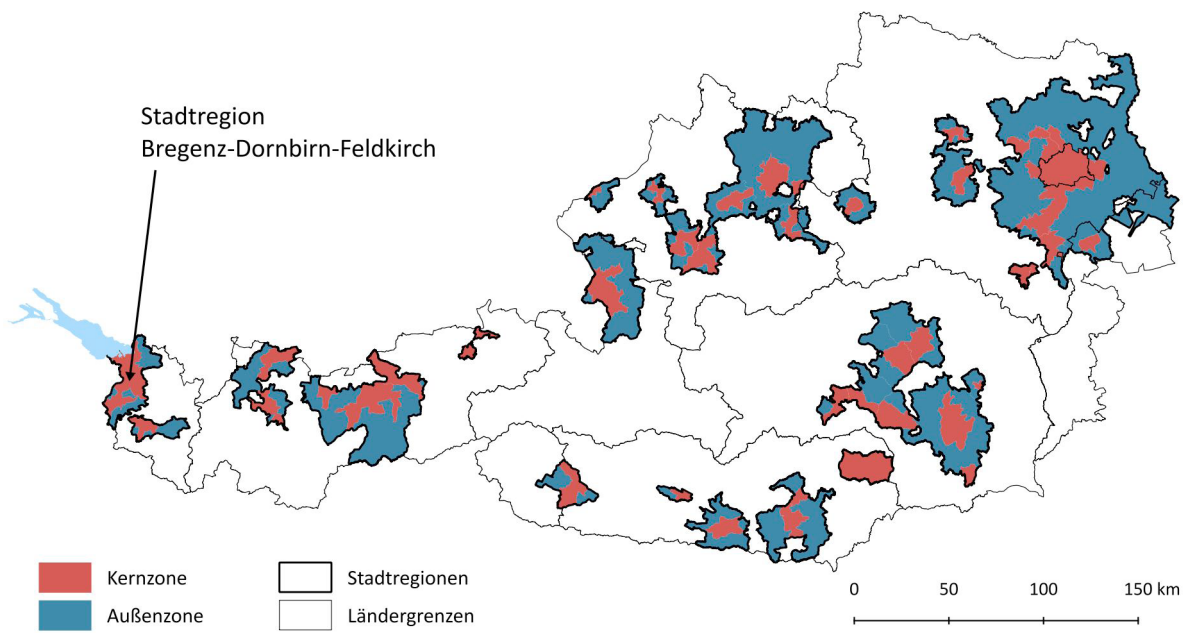 Stadtregion
Bregenz-Dornbirn-Feldkirch
Kernzone
Außenzone
Stadtregionen
Ländergrenzen
0 50 100 150 km